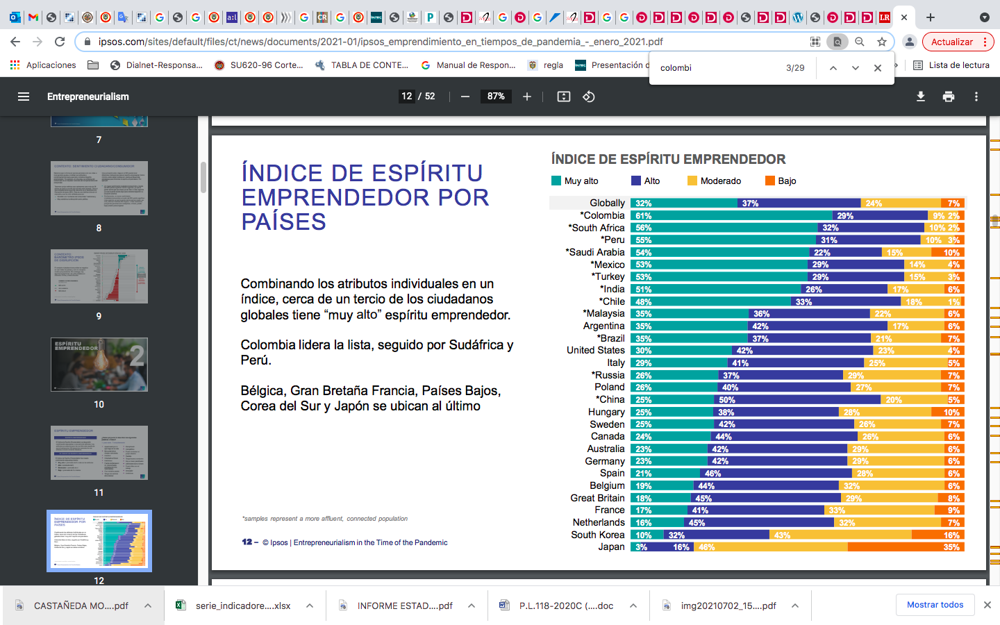 ipsos.com/sites/default/files/ct/news/documents/2021-01/ipsos_emprendimiento_en_tiempos_de_pandemia_-_enero_2021.pdf
Actualizar
Aplicaciones
Dialnet-Responsa...
SU620-96 Corte...
TABLA DE CONTE...
Manual de Respon...
regla
Presentación d
Lista de lectura
colombi 3/29
Entrepreneurialism
12 / 52
87%
7
8
9
ESPÍRITU
EMPRENDEDOR
2
10
11
12
ÍNDICE DE ESPÍRITU
EMPRENDEDOR POR
PAÍSES
Combinando los atributos individuales en un
índice, cerca de un tercio de los ciudadanos
globales tiene “muy alto” espíritu emprendedor.
Colombia lidera la lista, seguido por Sudáfrica y
Perú.
Bélgica, Gran Bretaña Francia, Países Bajos,
Corea del Sur y Japón se ubican al último
*samples represent a more affluent, connected population
12 – © Ipsos | Entrepreneurialism in the Time of the Pandemic
ÍNDICE DE ESPÍRITU EMPRENDEDOR
Muy alto Alto Moderado Bajo
Globally 32% 37% 24% 7%
*Colombia 61% 29% 9% 2%
*South Africa 56% 32% 10% 2%
*Peru 55% 31% 10% 3%
*Saudi Arabia 54% 22% 15% 10%
*Mexico 53% 29% 14% 4%
*Turkey 53% 29% 15% 3%
*India 51% 26% 17% 6%
*Chile 48% 33% 18% 1%
*Malaysia 35% 36% 22% 6%
Argentina 35% 42% 17% 6%
*Brazil 35% 37% 21% 7%
United States 30% 42% 23% 4%
Italy 29% 41% 25% 5%
*Russia 26% 37% 29% 7%
Poland 26% 40% 27% 7%
*China 25% 50% 20% 5%
Hungary 25% 38% 28% 10%
Sweden 25% 42% 26% 7%
Canada 24% 44% 26% 6%
Australia 23% 42% 29% 6%
Germany 23% 42% 29% 6%
Spain 21% 46% 28% 6%
Belgium 19% 44% 32% 6%
Great Britain 18% 45% 29% 8%
France 17% 41% 33% 9%
Netherlands 16% 45% 32% 7%
South Korea 10% 32% 43% 16%
Japan 3% 16% 46% 35%
CASTAÑEDA MO....pdf
serie_indicadore....xlsx
INFORME ESTAD....pdf
P.L.118-2020C (....doc
img20210702_15....pdf
Mostrar todos